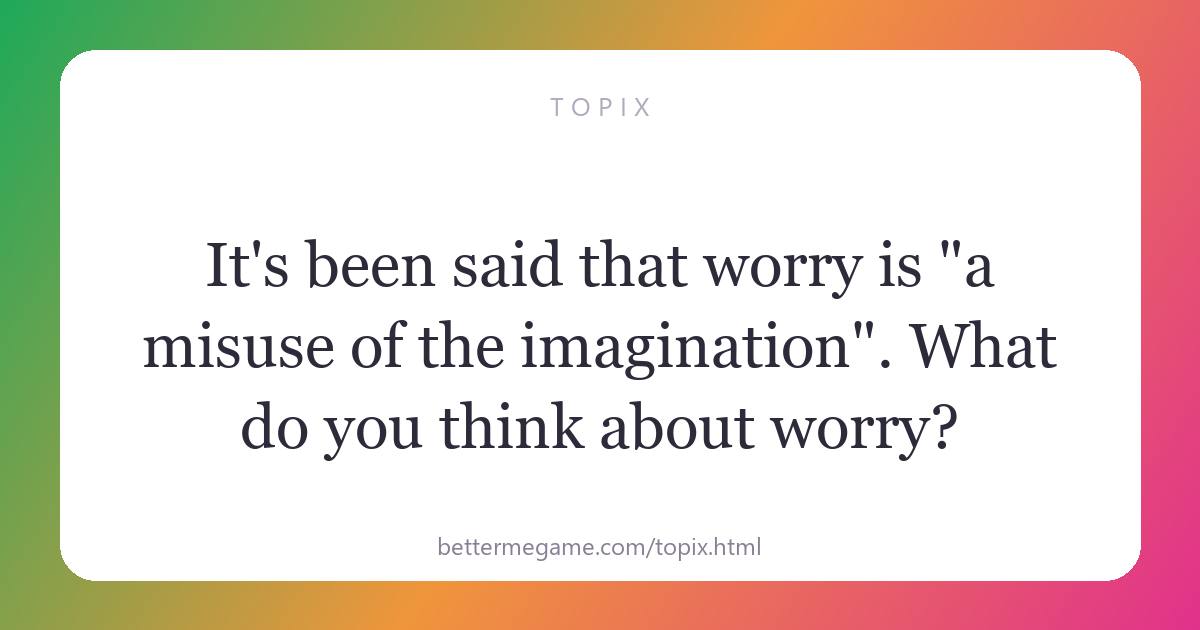 TOPIX
It's been said that worry is "a
misuse of the imagination". What
do you think about worry?
bettermegame.com/topix.html